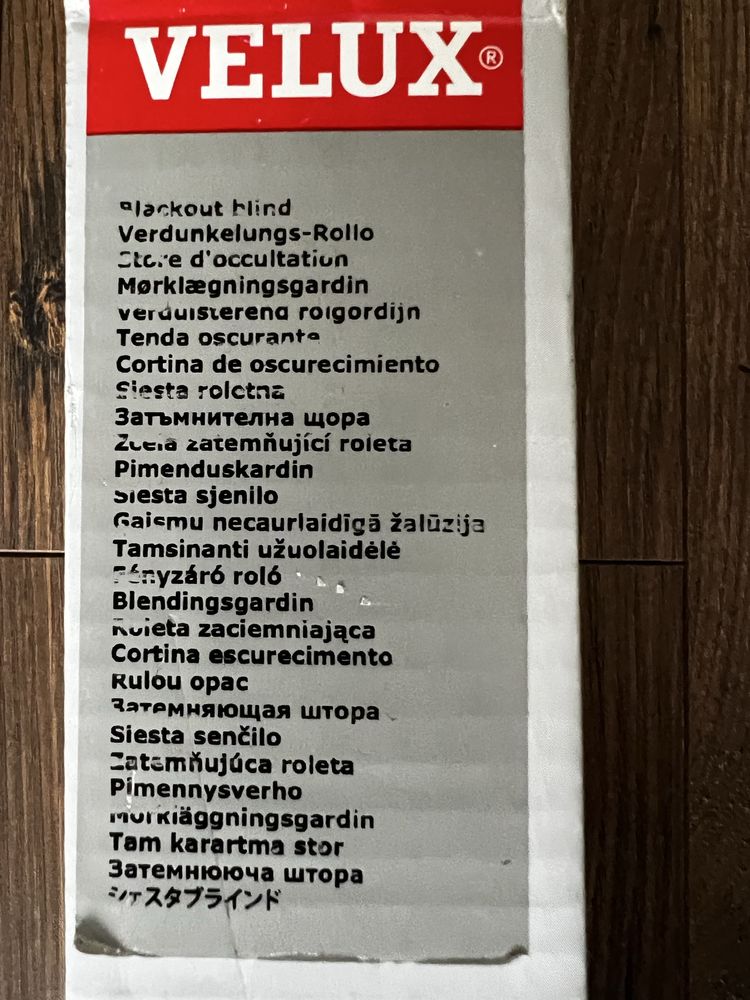 VELUX®
Blackout blind
Verdunkelungs-Rollo
Store d'occultation
Mørklægningsgardin
Verduisterend rolgordijn
Tenda oscurante
Cortina de oscurecimiento
Siesta roletna
Затъмнителна щора
Zcela zatemňující roleta
Pimenduskardin
Siesta sjenilo
Gaismu necaurlaidīgā žalūzija
Tamsinanti užuolaidėlė
Fényzáró roló
Blendingsgardin
Roleta zaciemniająca
Cortina escurecimento
Rulou opac
Затемняющая штора
Siesta senčilo
Zatemňujúca roleta
Pimennysverho
Mörkläggningsgardin
Tam karartma stor
Затемнююча штора
シエスタブラインド